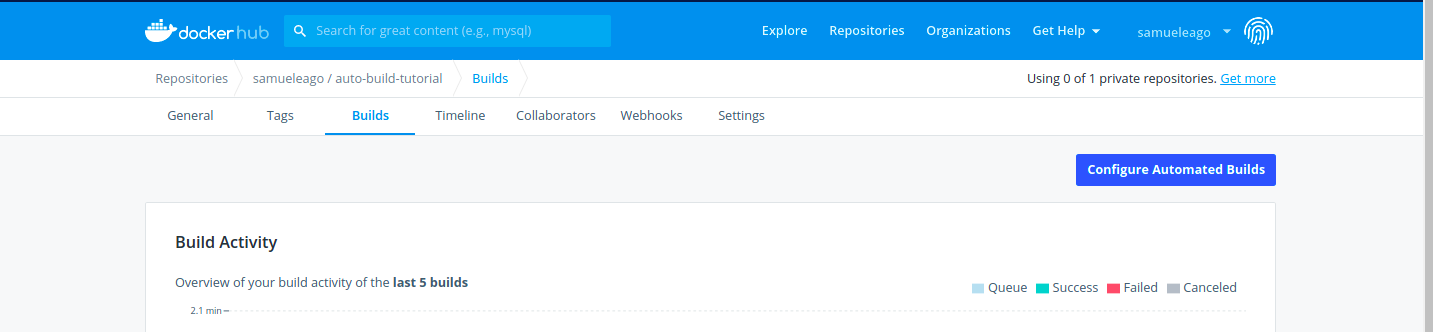 docker hub Search for great content (e.g., mysql) Explore Repositories Organizations Get Help samueleago
Repositories samueleago / auto-build-tutorial Builds Using 0 of 1 private repositories. Get more
General Tags Builds Timeline Collaborators Webhooks Settings
Configure Automated Builds
Build Activity
Overview of your build activity of the last 5 builds
Queue Success Failed Canceled
2.1 min